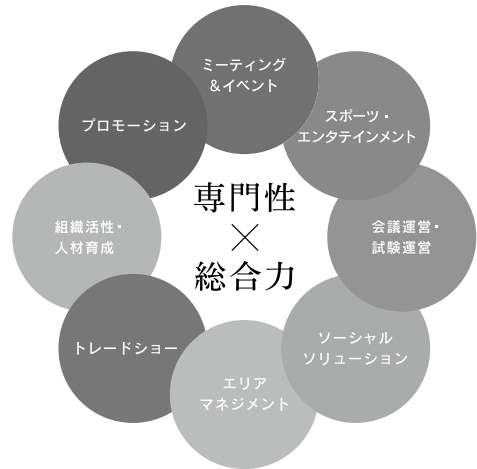 ミーティング
&イベント
スポーツ・
エンタテインメント
会議運営・
試験運営
ソーシャル
ソリューション
エリア
マネジメント
トレードショー
組織活性・
人材育成
プロモーション
専門性
×
総合力